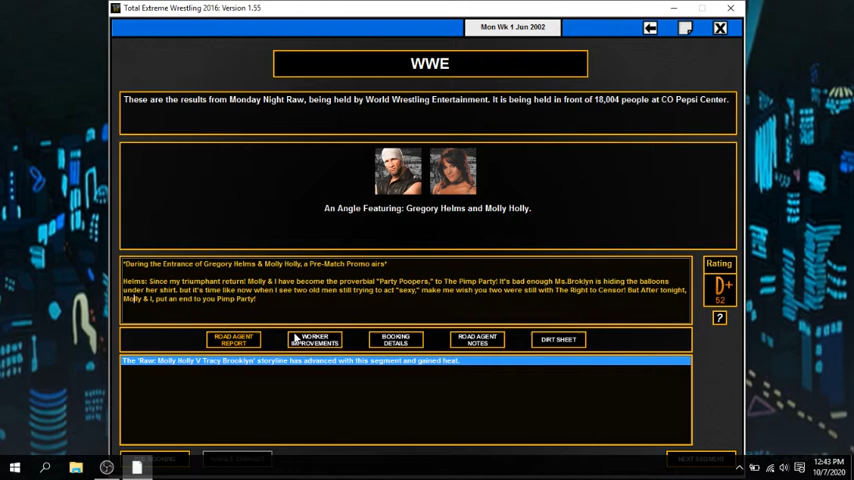 Total Extreme Wrestling 2016: Version 1.55
Mon Wk 1 Jun 2002
WWE
These are the results from Monday Night Raw, being held by World Wrestling Entertainment. It is being held in front of 18,004 people at CO Pepsi Center.
An Angle Featuring: Gregory Helms and Molly Holly.
*During the Entrance of Gregory Helms & Molly Holly, a Pre-Match Promo airs*
Helms: Since my triumphant return! Molly & I have become the proverbial "Party Poopers," to The Pimp Party! It's bad enough Ms.Broklyn is hiding the balloons
under her shirt. but it's time like now when I see two old men still trying to act "sexy," make me wish you two were still with The Right to Censor! But After tonight,
Molly & I, put an end to you Pimp Party!
Rating
D+
52
?
ROAD AGENT
REPORT
WORKER
IMPROVEMENTS
BOOKING
DETAILS
ROAD AGENT
NOTES
DIRT SHEET
The 'Raw: Molly Holly V Tracy Brooklyn' storyline has advanced with this segment and gained heat.
NEXT SEGMENT
12:43 PM
10/7/2020